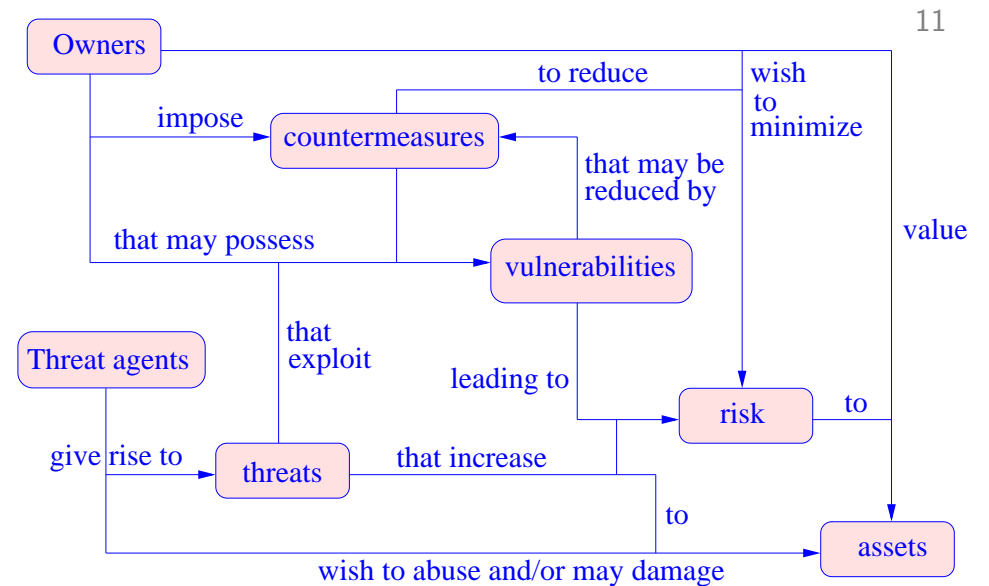 11
Owners
to reduce
wish
to
minimize
impose
countermeasures
that may be
reduced by
that may possess
value
vulnerabilities
that
exploit
Threat agents
leading to
risk
to
give rise to
threats
that increase
to
assets
wish to abuse and/or may damage